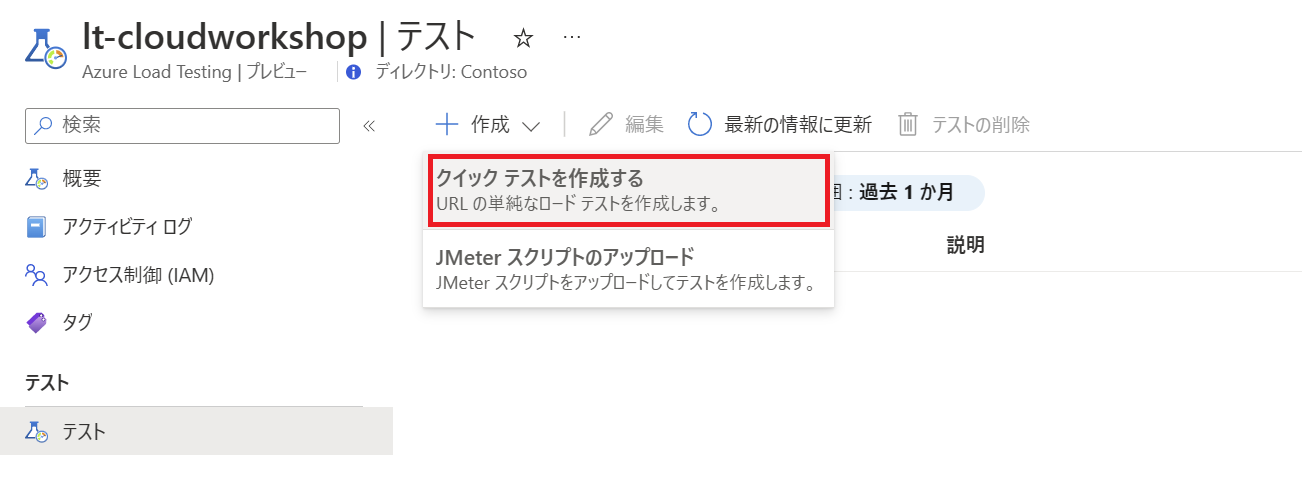 lt-cloudworkshop | テスト
Azure Load Testing | プレビュー ディレクトリ: Contoso
検索
概要
アクティビティ ログ
アクセス制御 (IAM)
タグ
テスト
テスト
作成 編集 最新の情報に更新 テストの削除
クイック テストを作成する
URL の単純なロード テストを作成します。
JMeter スクリプトのアップロード
JMeter スクリプトをアップロードしてテストを作成します。
: 過去 1 か月
説明